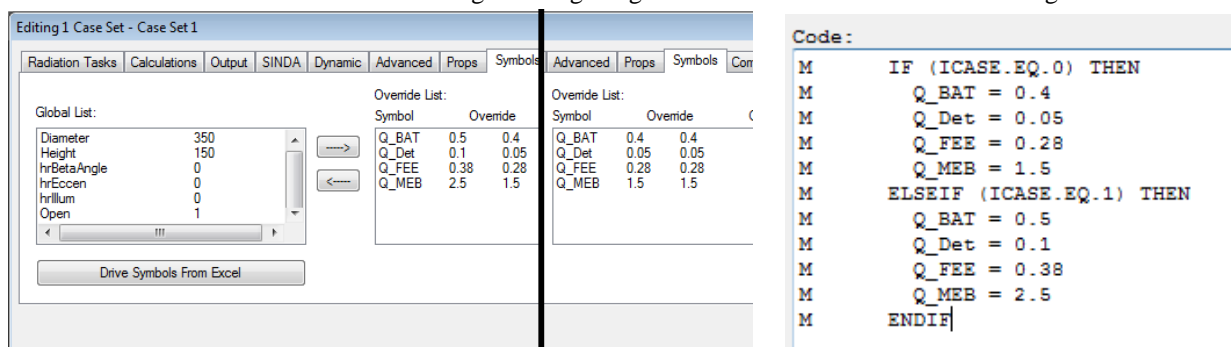 Editing 1 Case Set - Case Set 1
Radiation Tasks Calculations Output SINDA Dynamic Advanced Props Symbols Advanced Props Symbols Com
Global List:
Diameter 350
Height 150
hrBetaAngle 0
hrEccen 0
hrIllum 0
Open 1
---->
<----
Drive Symbols From Excel
Override List:
Symbol Override
Q_BAT 0.5 0.4
Q_Det 0.1 0.05
Q_FEE 0.38 0.28
Q_MEB 2.5 1.5
Override List:
Symbol Override
Q_BAT 0.4 0.4
Q_Det 0.05 0.05
Q_FEE 0.28 0.28
Q_MEB 1.5 1.5
Code:
M IF (ICASE.EQ.0) THEN
M Q_BAT = 0.4
M Q_Det = 0.05
M Q_FEE = 0.28
M Q_MEB = 1.5
M ELSEIF (ICASE.EQ.1) THEN
M Q_BAT = 0.5
M Q_Det = 0.1
M Q_FEE = 0.38
M Q_MEB = 2.5
M ENDIF